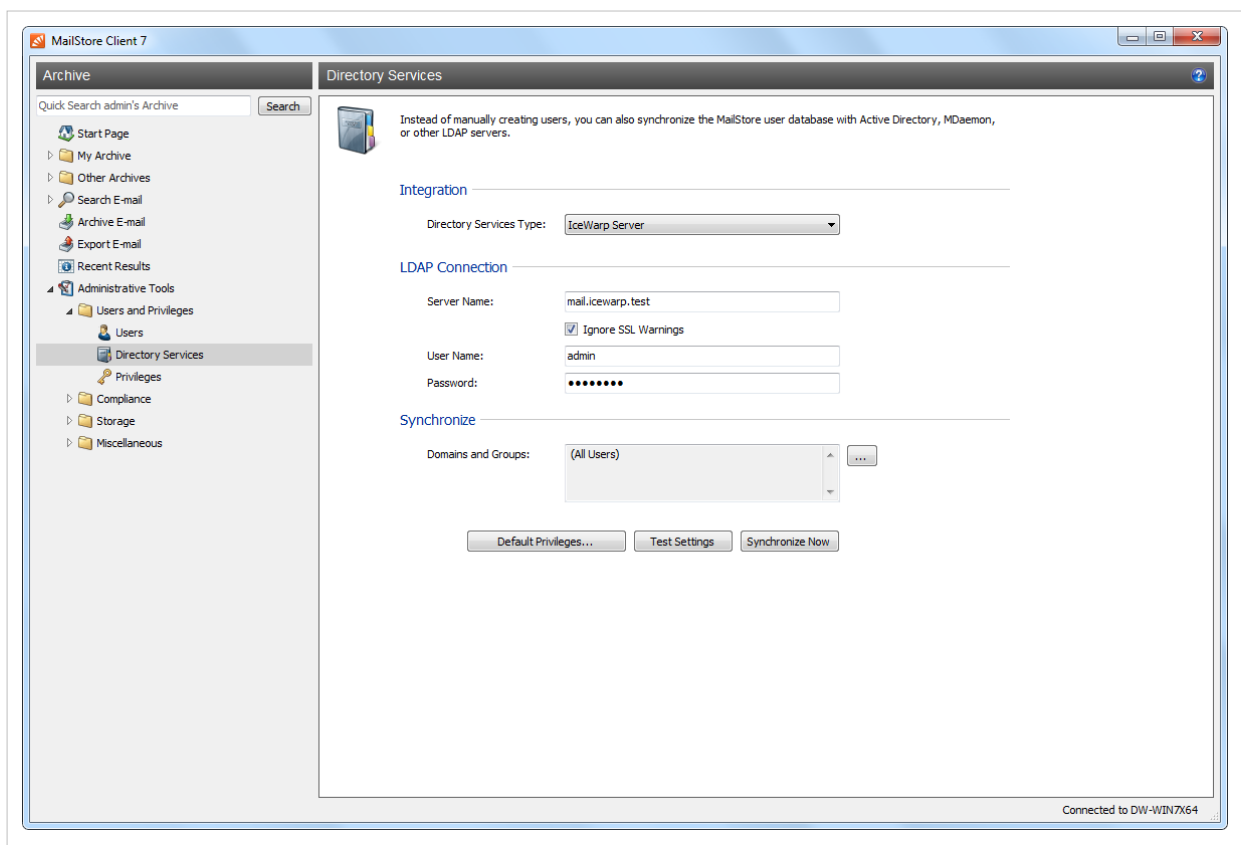 MailStore Client 7
Archive
Quick Search admin's Archive
Search
Start Page
My Archive
Other Archives
Search E-mail
Archive E-mail
Export E-mail
Recent Results
Administrative Tools
Users and Privileges
Users
Directory Services
Privileges
Compliance
Storage
Miscellaneous
Directory Services
Instead of manually creating users, you can also synchronize the MailStore user database with Active Directory, MDaemon,
or other LDAP servers.
Integration
Directory Services Type: IceWarp Server
LDAP Connection
Server Name: mail.icewarp.test
Ignore SSL Warnings
User Name: admin
Password: ••••••••
Synchronize
Domains and Groups: (All Users) ...
Default Privileges... Test Settings Synchronize Now
Connected to DW-WIN7X64